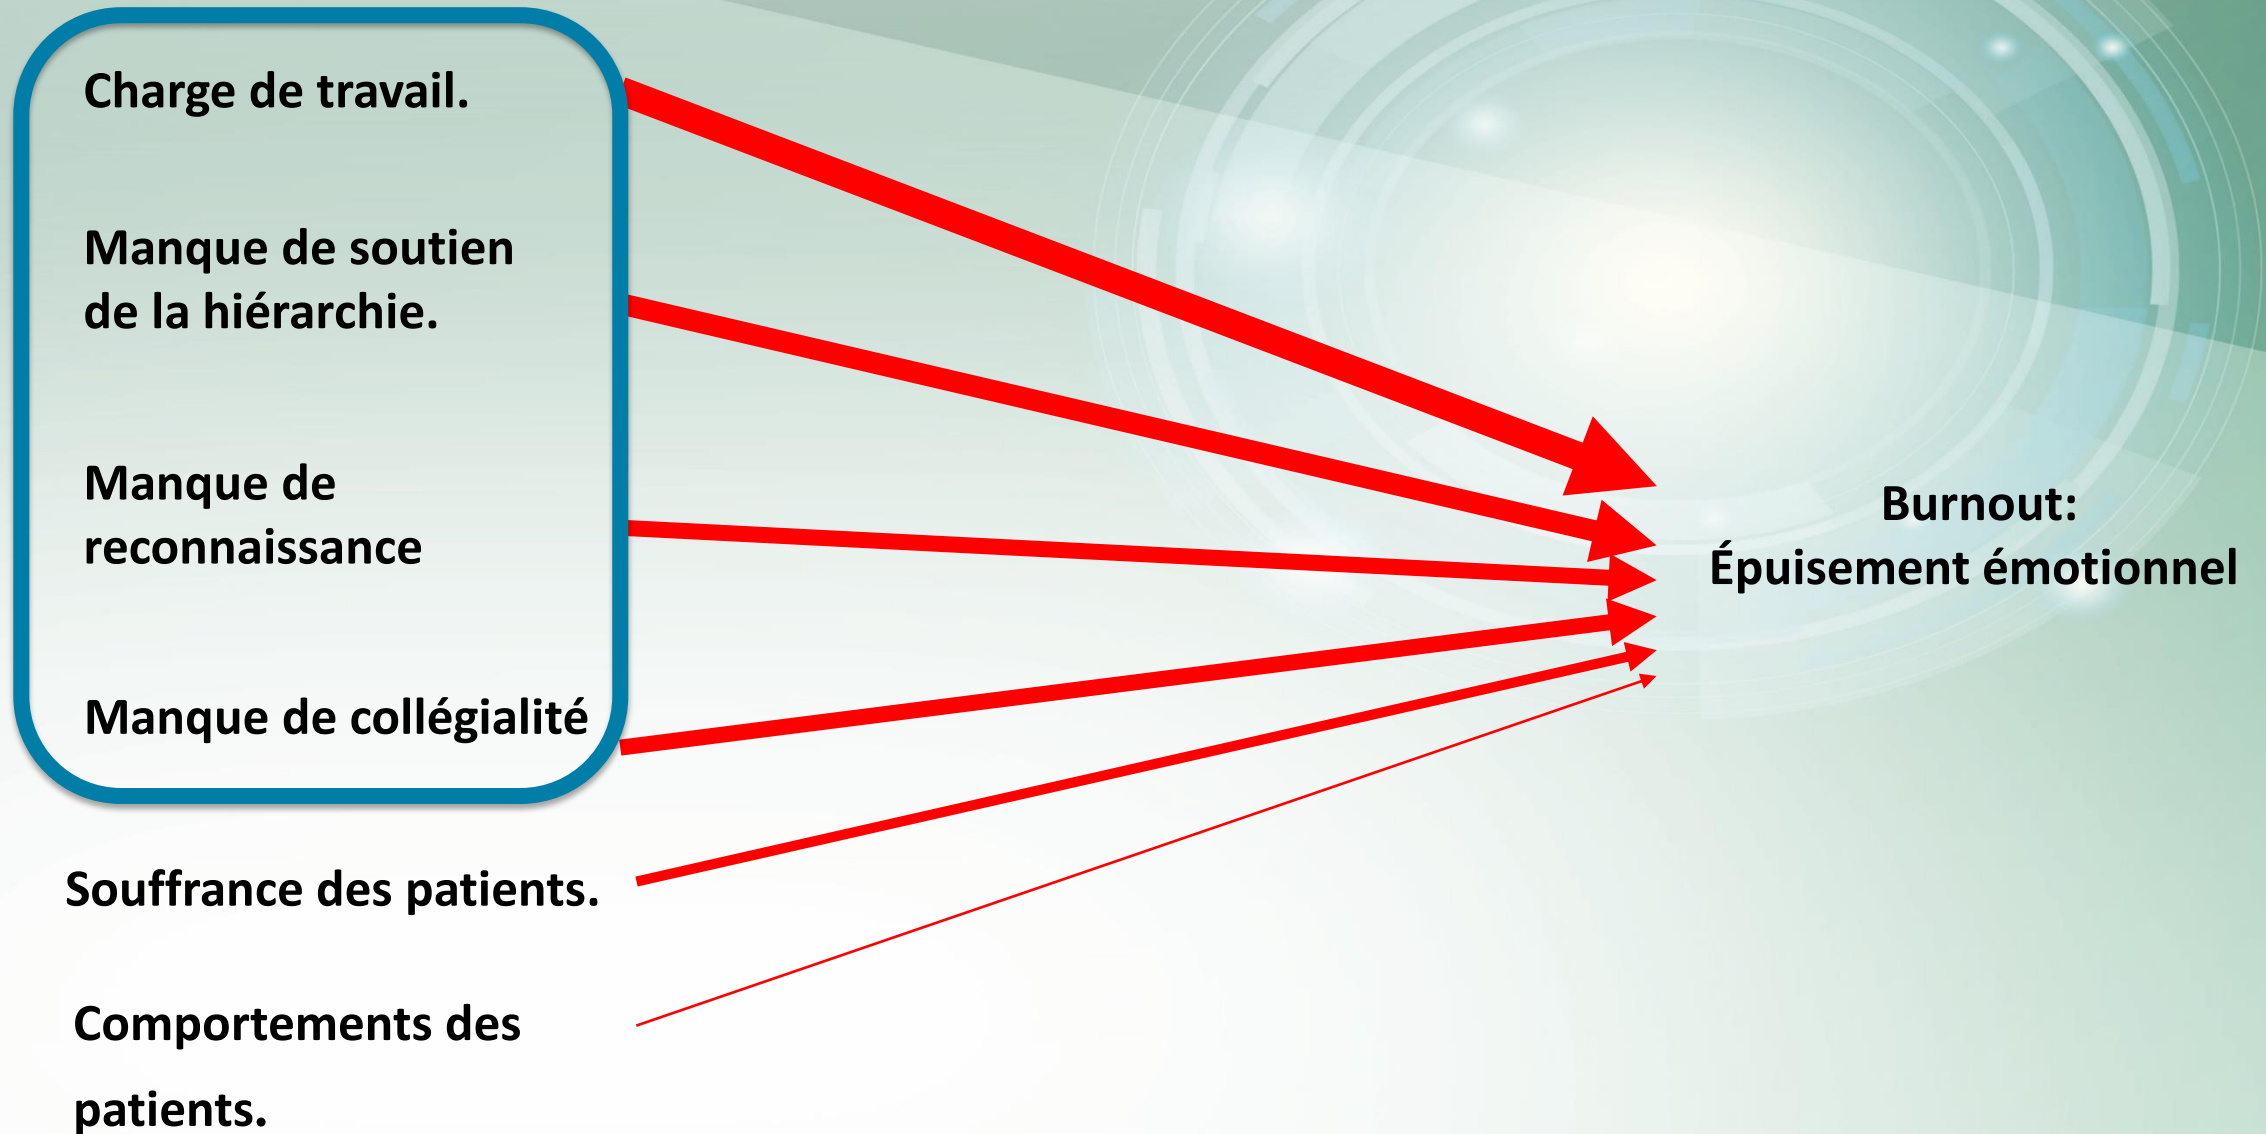 Charge de travail.
Manque de soutien
de la hiérarchie.
Manque de
reconnaissance
Manque de collégialité
Souffrance des patients.
Comportements des
patients.
Burnout:
Épuisement émotionnel